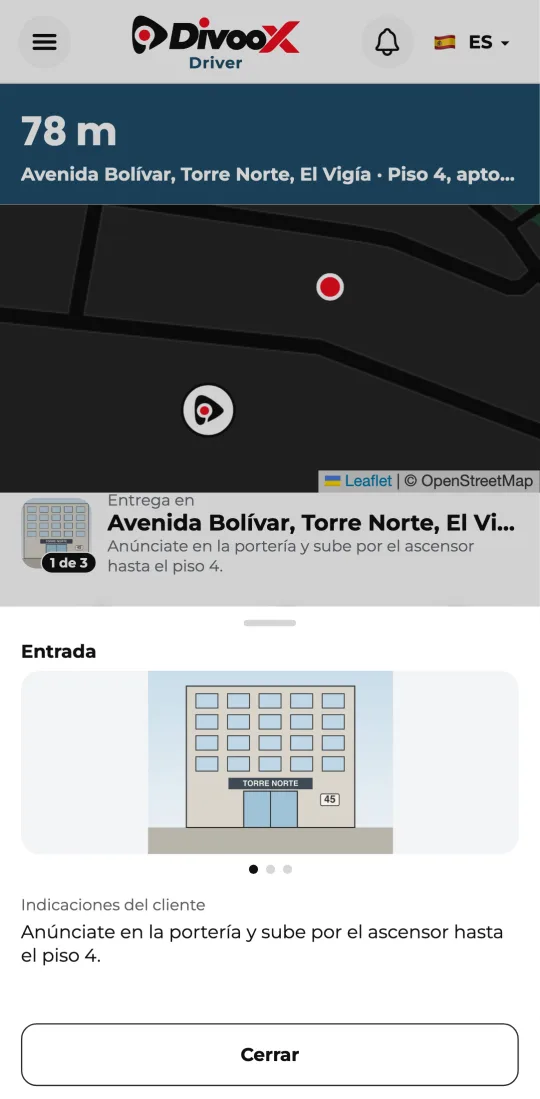 DivooX
Driver
ES
78 m
Avenida Bolívar, Torre Norte, El Vigía · Piso 4, apto...
Leaflet | © OpenStreetMap
Entrega en
Avenida Bolívar, Torre Norte, El Vi...
Anúnciate en la portería y sube por el ascensor
hasta el piso 4.
TORRE NORTE
1 de 3
Entrada
TORRE NORTE
45
Indicaciones del cliente
Anúnciate en la portería y sube por el ascensor hasta
el piso 4.
Cerrar